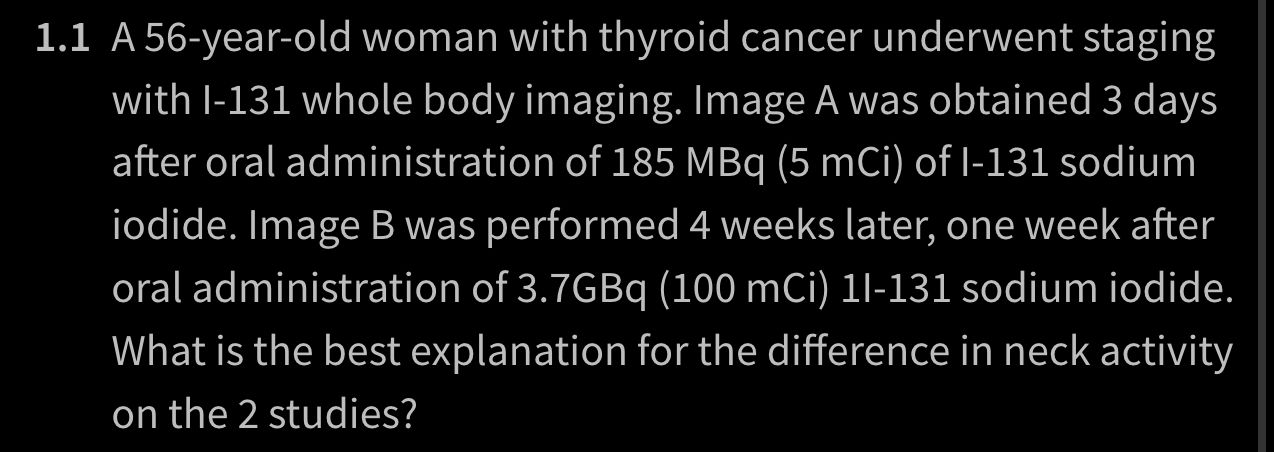 1.1 A 56-year-old woman with thyroid cancer underwent staging
with I-131 whole body imaging. Image A was obtained 3 days
after oral administration of 185 MBq (5 mCi) of I-131 sodium
iodide. Image B was performed 4 weeks later, one week after
oral administration of 3.7GBq (100 mCi) 1I-131 sodium iodide.
What is the best explanation for the difference in neck activity
on the 2 studies?